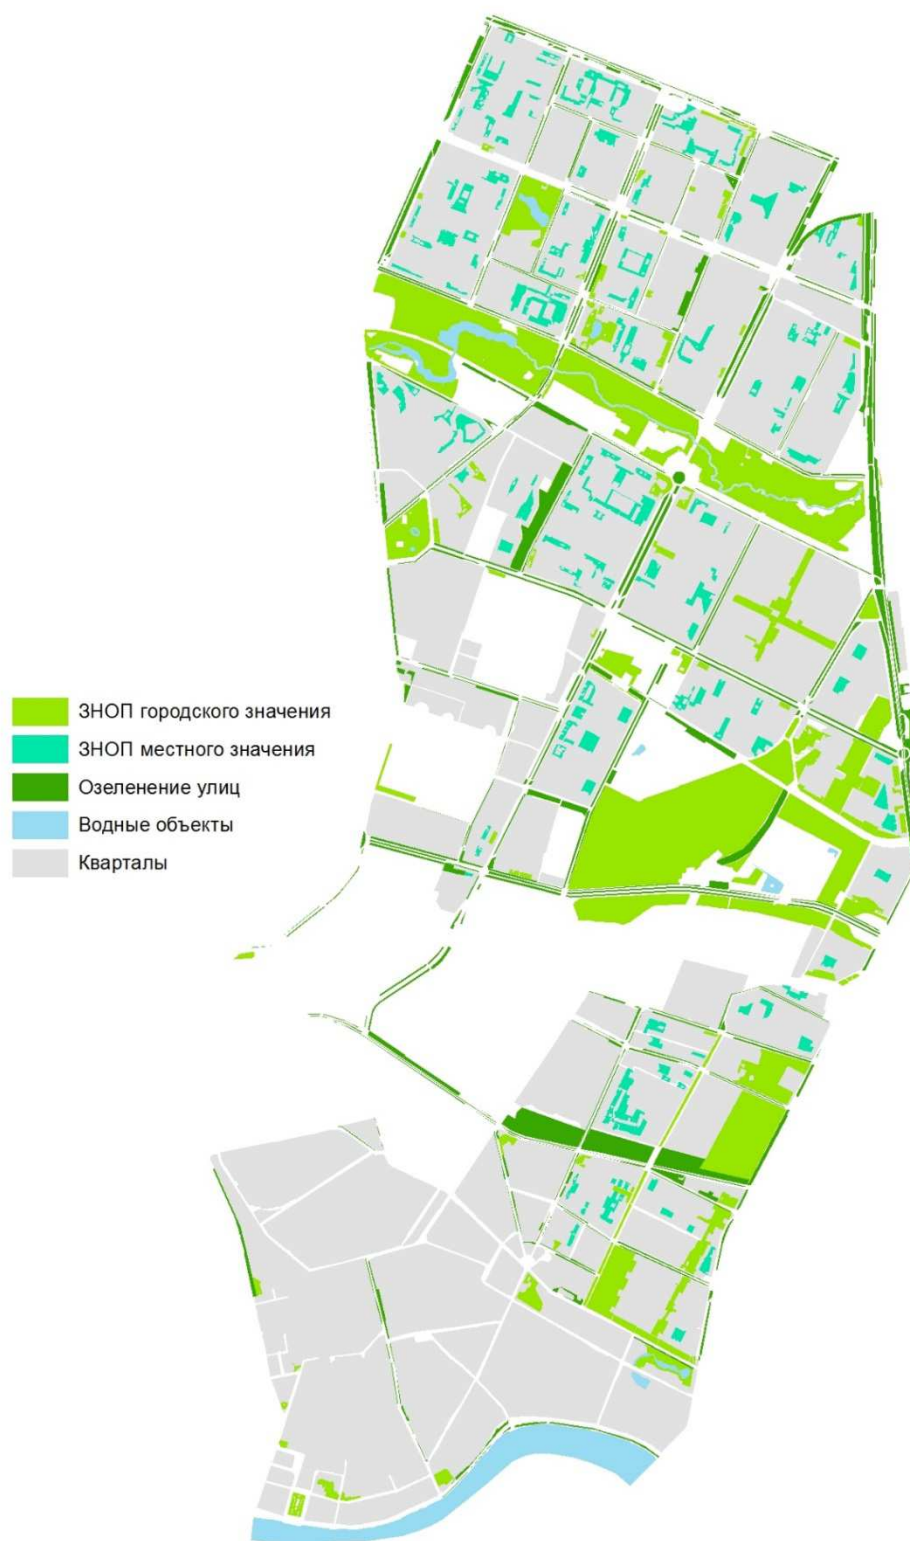 ЗНОП городского значения
ЗНОП местного значения
Озеленение улиц
Водные объекты
Кварталы